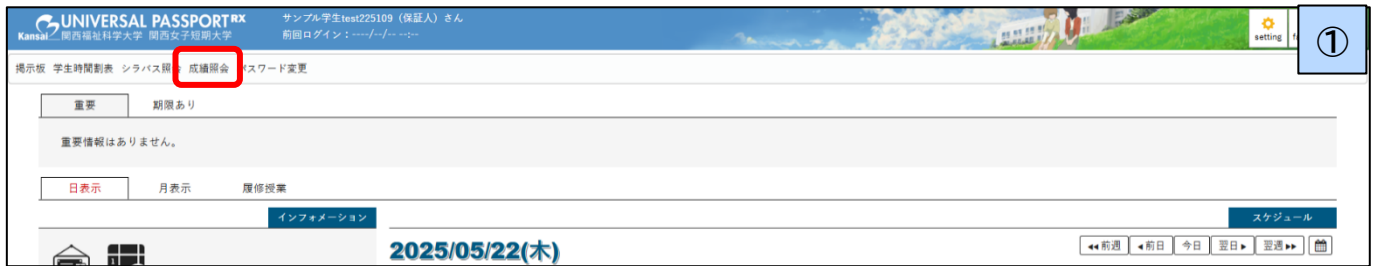 UNIVERSAL PASSPORT RX
サンプル学生test225109（保証人）さん
Kansai 関西福祉科学大学 関西女子短期大学
前回ログイン：----/--/-- --:--
setting
①
掲示板 学生時間割表 シラバス照会 成績照会 パスワード変更
重要 期限あり
重要情報はありません。
日表示 月表示 履修授業
インフォメーション
スケジュール
2025/05/22(木)
◀◀前週 ◀前日 今日 翌日▶ 翌週▶▶